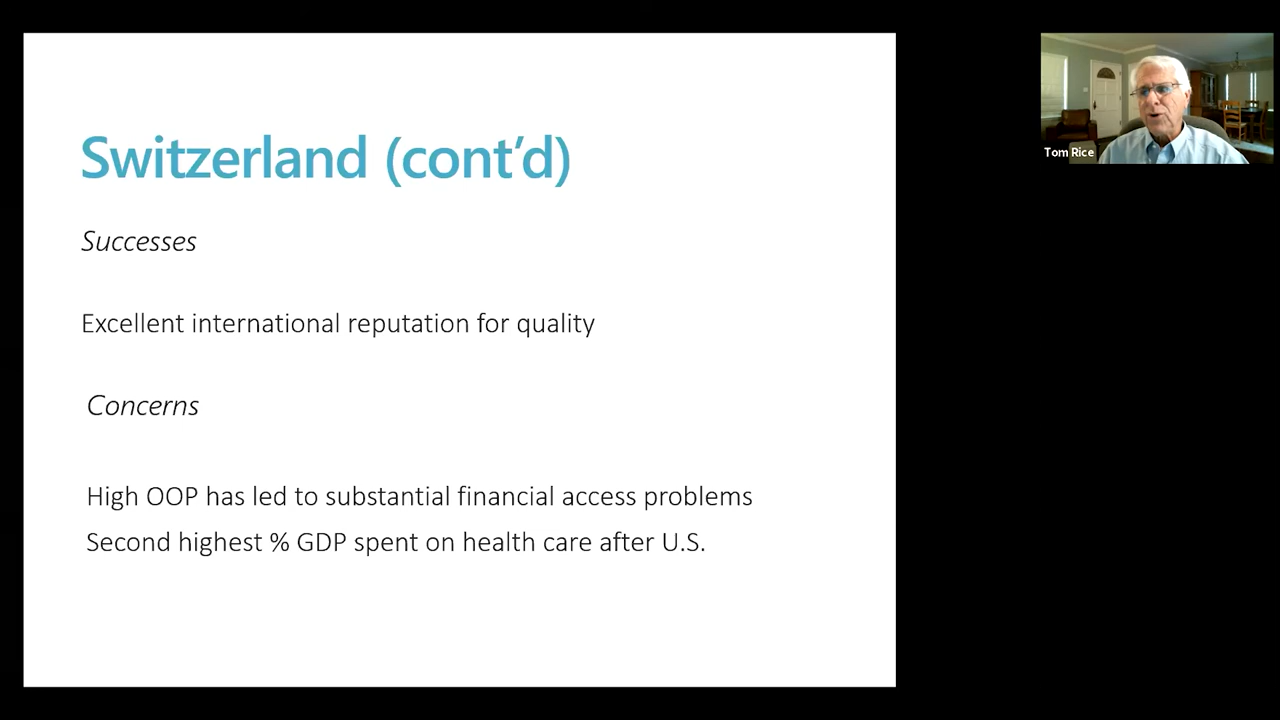 Switzerland (cont’d)
Successes
Excellent international reputation for quality
Concerns
High OOP has led to substantial financial access problems
Second highest % GDP spent on health care after U.S.
Tom Rice